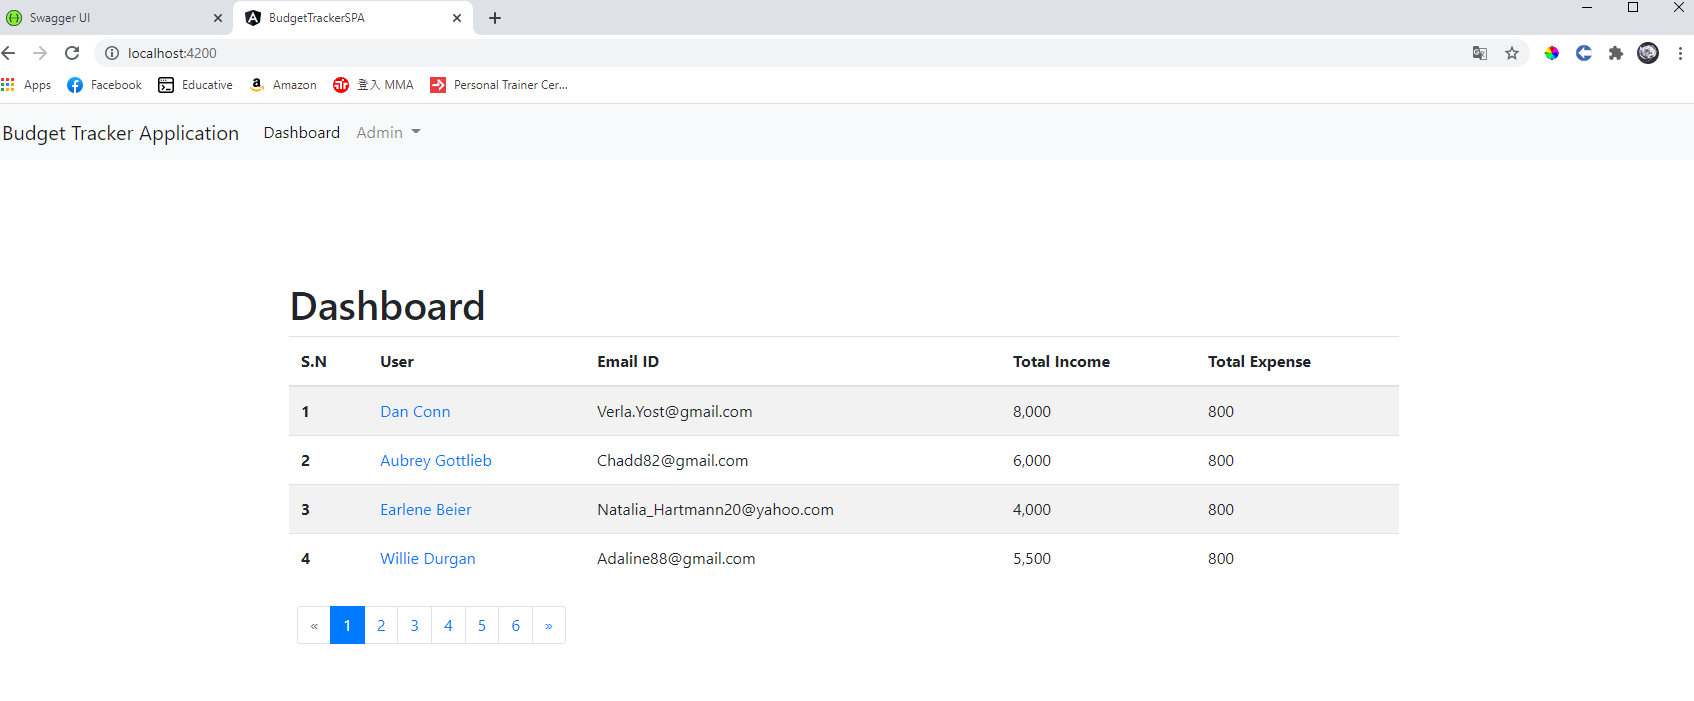 Swagger UI
BudgetTrackerSPA
localhost:4200
Apps Facebook Educative Amazon 登入 MMA Personal Trainer Cer...
Budget Tracker Application Dashboard Admin
Dashboard
S.N User Email ID Total Income Total Expense
1 Dan Conn Verla.Yost@gmail.com 8,000 800
2 Aubrey Gottlieb Chadd82@gmail.com 6,000 800
3 Earlene Beier Natalia_Hartmann20@yahoo.com 4,000 800
4 Willie Durgan Adaline88@gmail.com 5,500 800
« 1 2 3 4 5 6 »